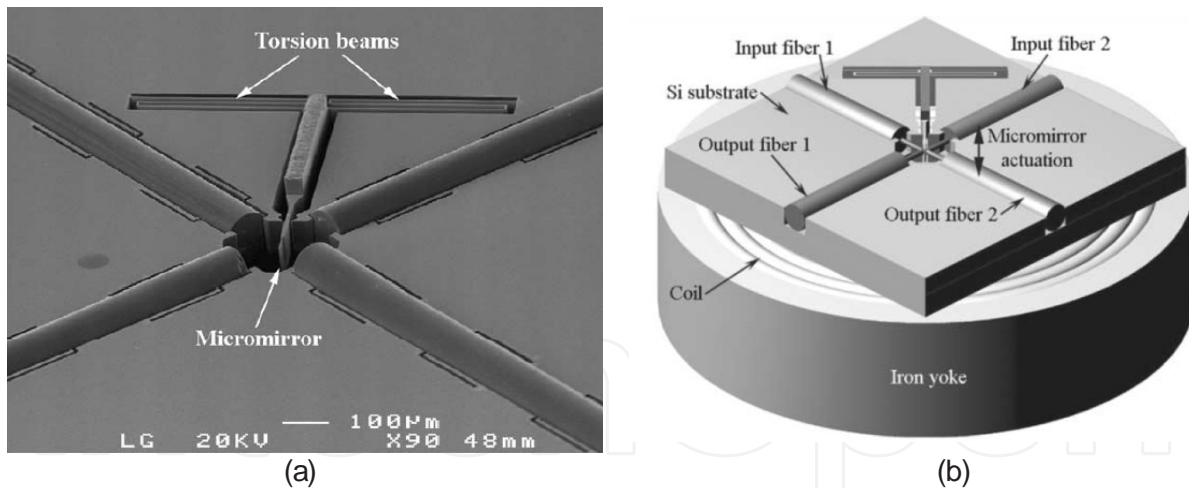 Torsion beams
Micromirror
100µm
LG 20KV X90 48mm
(a)
Input fiber 1
Input fiber 2
Si substrate
Output fiber 1
Micromirror
actuation
Output fiber 2
Coil
Iron yoke
(b)